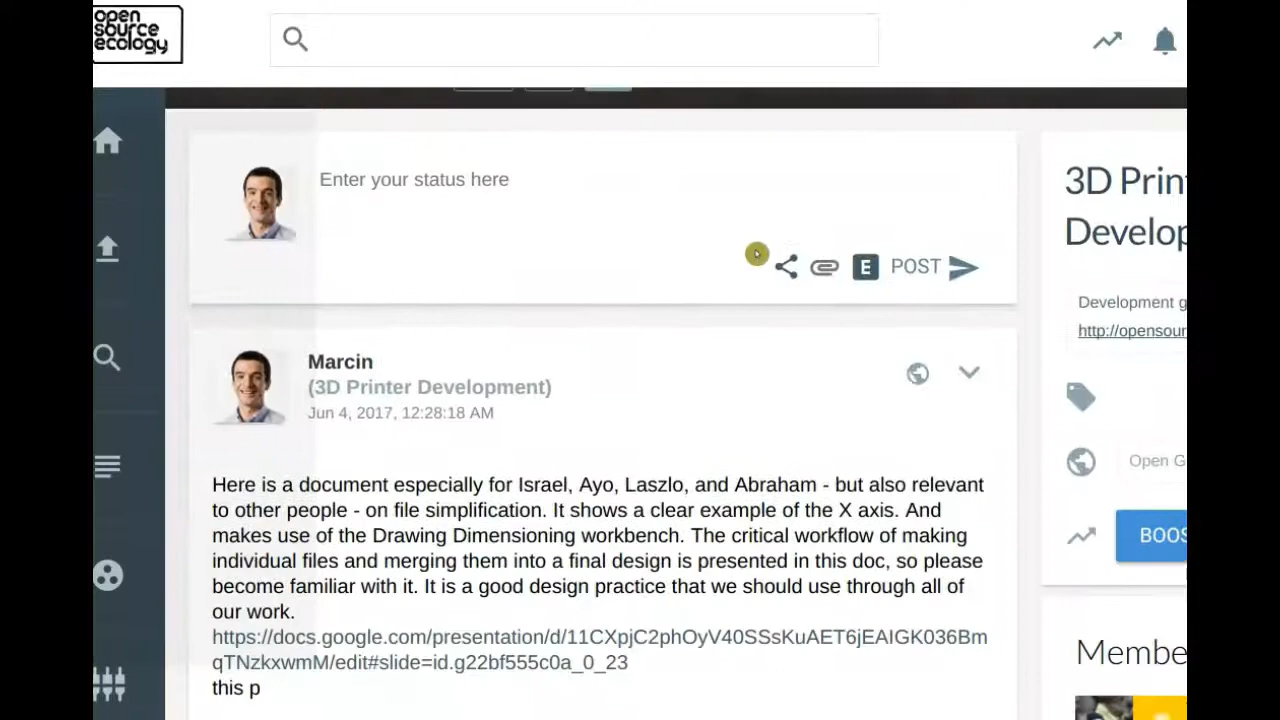 open
source
ecology
Enter your status here
E POST
3D Prin
Develop
Development g
http://opensour
Marcin
(3D Printer Development)
Jun 4, 2017, 12:28:18 AM
Open G
BOOS
Here is a document especially for Israel, Ayo, Laszlo, and Abraham - but also relevant
to other people - on file simplification. It shows a clear example of the X axis. And
makes use of the Drawing Dimensioning workbench. The critical workflow of making
individual files and merging them into a final design is presented in this doc, so please
become familiar with it. It is a good design practice that we should use through all of
our work.
https://docs.google.com/presentation/d/11CXpjC2phOyV40SSsKuAET6jEAIGK036Bm
qTNzkxwmM/edit#slide=id.g22bf555c0a_0_23
this p
Membe